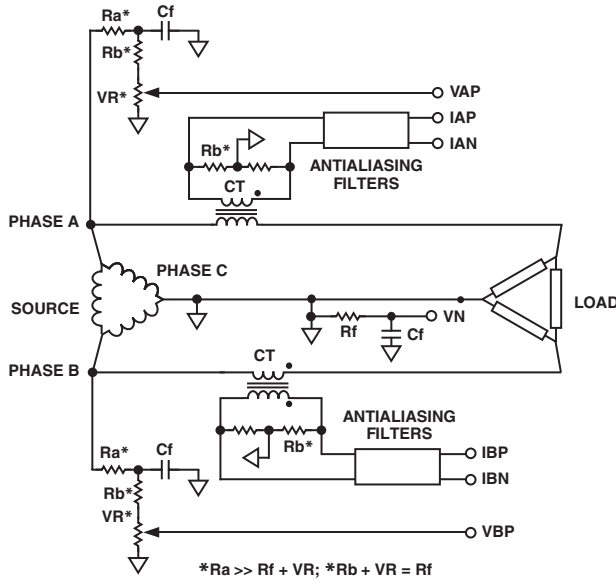 Ra*
Cf
Rb*
VR*
VAP
IAP
IAN
Rb*
ANTIALIASING
FILTERS
CT
PHASE A
PHASE C
SOURCE
LOAD
VN
Rf
Cf
PHASE B
CT
ANTIALIASING
FILTERS
Rb*
Ra*
Cf
IBP
IBN
Rb*
VR*
VBP
*Ra >> Rf + VR; *Rb + VR = Rf